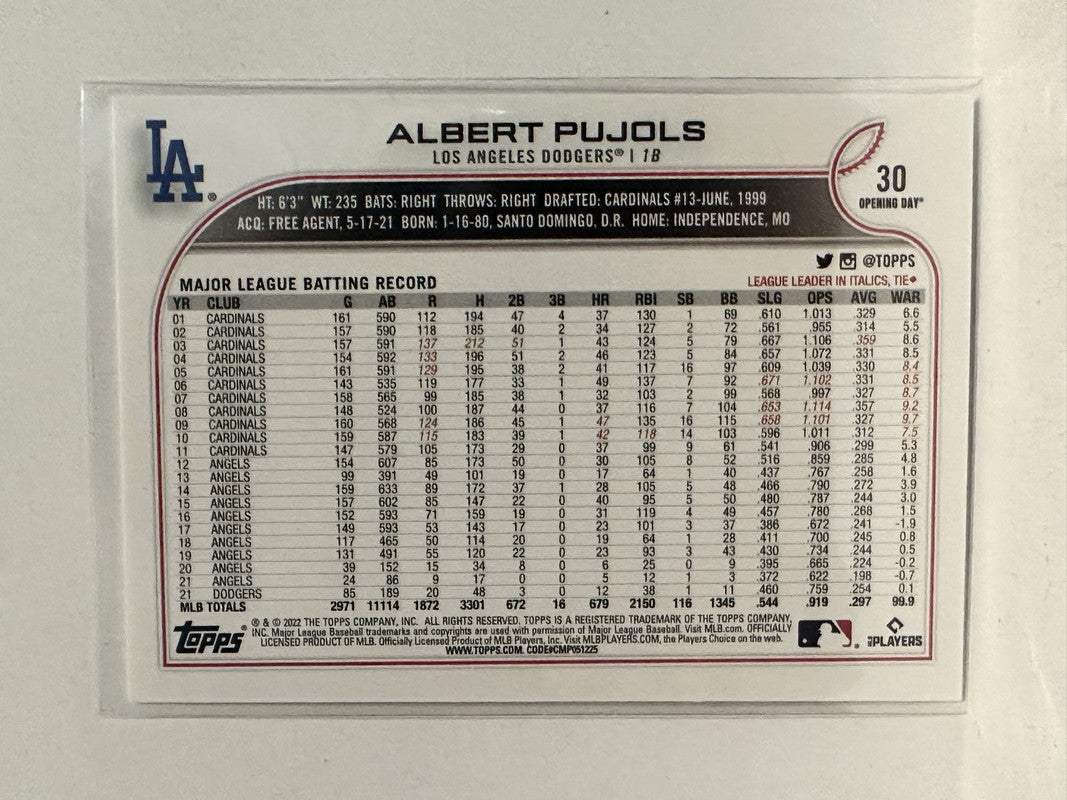 LA
ALBERT PUJOLS
LOS ANGELES DODGERS® | 1B
30
OPENING DAY®
HT: 6'3" WT: 235 BATS: RIGHT THROWS: RIGHT DRAFTED: CARDINALS #13-JUNE, 1999
ACQ: FREE AGENT, 5-17-21 BORN: 1-16-80, SANTO DOMINGO, D.R. HOME: INDEPENDENCE, MO
@TOPPS
MAJOR LEAGUE BATTING RECORD LEAGUE LEADER IN ITALICS, TIE♦
YR CLUB G AB R H 2B 3B HR RBI SB BB SLG OPS AVG WAR
01 CARDINALS 161 590 112 194 47 4 37 130 1 69 .610 1.013 .329 6.6
02 CARDINALS 157 590 118 185 40 2 34 127 2 72 .561 .955 .314 5.5
03 CARDINALS 157 591 137 212 51 1 43 124 5 79 .667 1.106 .359 8.6
04 CARDINALS 154 592 133 196 51 2 46 123 5 84 .657 1.072 .331 8.5
05 CARDINALS 161 591 129 195 38 2 41 117 16 97 .609 1.039 .330 8.4
06 CARDINALS 143 535 119 177 33 1 49 137 7 92 .671 1.102 .331 8.5
07 CARDINALS 158 565 99 185 38 1 32 103 2 99 .568 .997 .327 8.7
08 CARDINALS 148 524 100 187 44 0 37 116 7 104 .653 1.114 .357 9.2
09 CARDINALS 160 568 124 186 45 1 47 135 16 115 .658 1.101 .327 9.7
10 CARDINALS 159 587 115 183 39 1 42 118 14 103 .596 1.011 .312 7.5
11 CARDINALS 147 579 105 173 29 0 37 99 9 61 .541 .906 .299 5.3
12 ANGELS 154 607 85 173 50 0 30 105 8 52 .516 .859 .285 4.8
13 ANGELS 99 391 49 101 19 0 17 64 1 40 .437 .767 .258 1.6
14 ANGELS 159 633 89 172 37 1 28 105 5 48 .466 .790 .272 3.9
15 ANGELS 157 602 85 147 22 0 40 95 5 50 .480 .787 .244 3.0
16 ANGELS 152 593 71 159 19 0 31 119 4 49 .457 .780 .268 1.5
17 ANGELS 149 593 53 143 17 0 23 101 3 37 .386 .672 .241 -1.9
18 ANGELS 117 465 50 114 20 0 19 64 1 28 .411 .700 .245 0.8
19 ANGELS 131 491 55 120 22 0 23 93 3 43 .430 .734 .244 0.5
20 ANGELS 39 152 15 34 8 0 6 25 0 9 .395 .665 .224 -0.2
21 ANGELS 24 86 9 17 0 0 5 12 1 3 .372 .622 .198 -0.7
21 DODGERS 85 189 20 48 3 0 12 38 1 11 .460 .759 .254 0.1
MLB TOTALS 2971 11114 1872 3301 672 16 679 2150 116 1345 .544 .919 .297 99.9
Topps®
® & © 2022 THE TOPPS COMPANY, INC. ALL RIGHTS RESERVED. TOPPS IS A REGISTERED TRADEMARK OF THE TOPPS COMPANY,
INC. Major League Baseball trademarks and copyrights are used with permission of Major League Baseball. Visit MLB.com. OFFICIALLY
LICENSED PRODUCT OF MLB. Officially Licensed Product of MLB Players, Inc. Visit MLBPLAYERS.COM, the Players Choice on the web.
WWW.TOPPS.COM. CODE#CMP051225
MLB PLAYERS